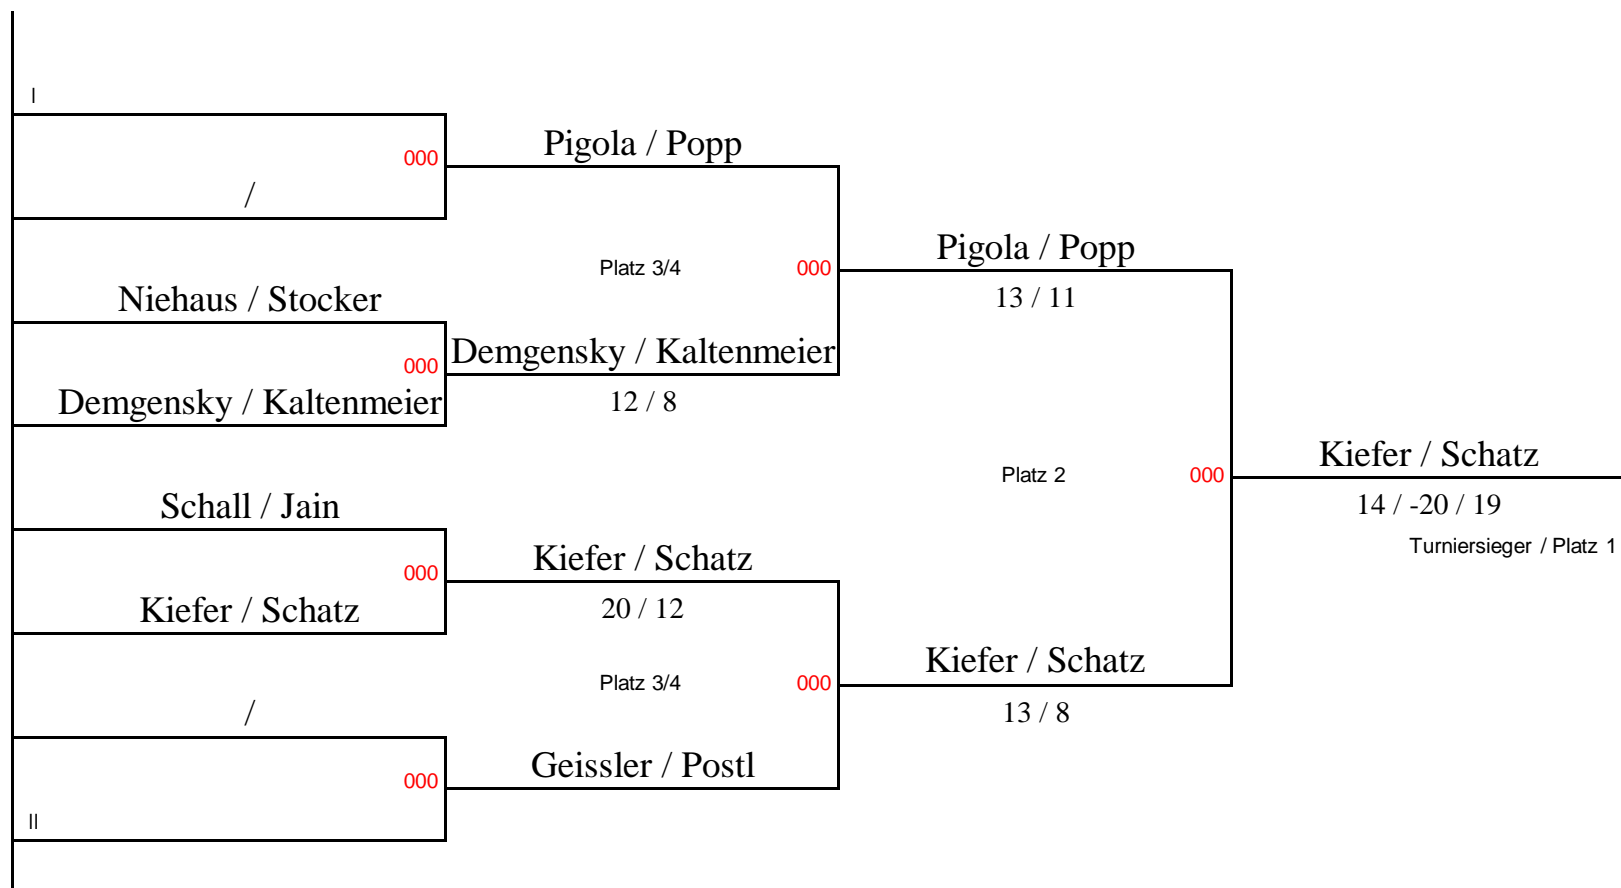 I
000
Pigola / Popp
/
Platz 3/4
000
Pigola / Popp
13 / 11
Niehaus / Stocker
000
Demgensky / Kaltenmeier
Demgensky / Kaltenmeier
12 / 8
Platz 2
000
Kiefer / Schatz
14 / -20 / 19
Turniersieger / Platz 1
Schall / Jain
000
Kiefer / Schatz
Kiefer / Schatz
20 / 12
Platz 3/4
000
Kiefer / Schatz
13 / 8
/
000
Geissler / Postl
II